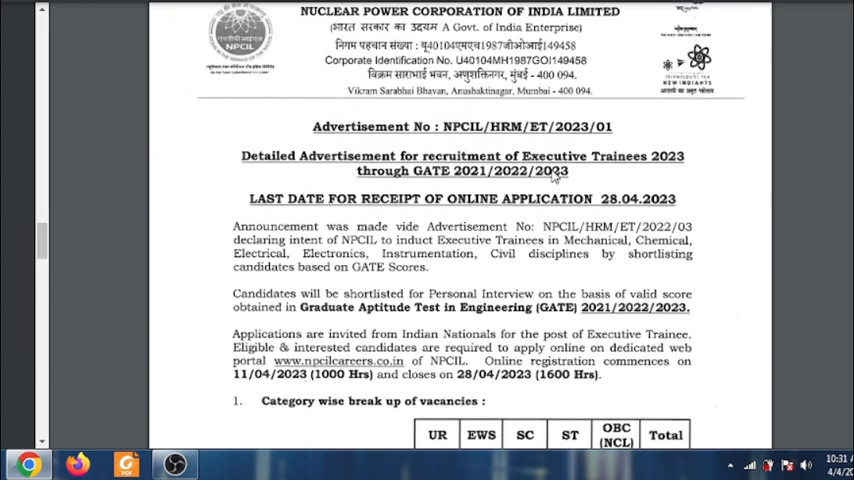 NUCLEAR POWER CORPORATION OF INDIA LIMITED
(भारत सरकार का उद्यम A Govt. of India Enterprise)
निगम पहचान संख्या : यू40104एमएच1987जीओआई149458
Corporate Identification No. U40104MH1987GOI149458
विक्रम साराभाई भवन, अणुशक्तिनगर, मुंबई - 400 094.
Vikram Sarabhai Bhavan, Anushaktinagar, Mumbai - 400 094.
एनपीसीआईएल
NPCIL
NEW INDIANTS
Advertisement No : NPCIL/HRM/ET/2023/01
Detailed Advertisement for recruitment of Executive Trainees 2023
through GATE 2021/2022/2023
LAST DATE FOR RECEIPT OF ONLINE APPLICATION 28.04.2023
Announcement was made vide Advertisement No: NPCIL/HRM/ET/2022/03
declaring intent of NPCIL to induct Executive Trainees in Mechanical, Chemical,
Electrical, Electronics, Instrumentation, Civil disciplines by shortlisting
candidates based on GATE Scores.
Candidates will be shortlisted for Personal Interview on the basis of valid score
obtained in Graduate Aptitude Test in Engineering (GATE) 2021/2022/2023.
Applications are invited from Indian Nationals for the post of Executive Trainee.
Eligible & interested candidates are required to apply online on dedicated web
portal www.npcilcareers.co.in of NPCIL. Online registration commences on
11/04/2023 (1000 Hrs) and closes on 28/04/2023 (1600 Hrs).
1. Category wise break up of vacancies :
UR EWS SC ST OBC (NCL) Total
10:31
4/4/20